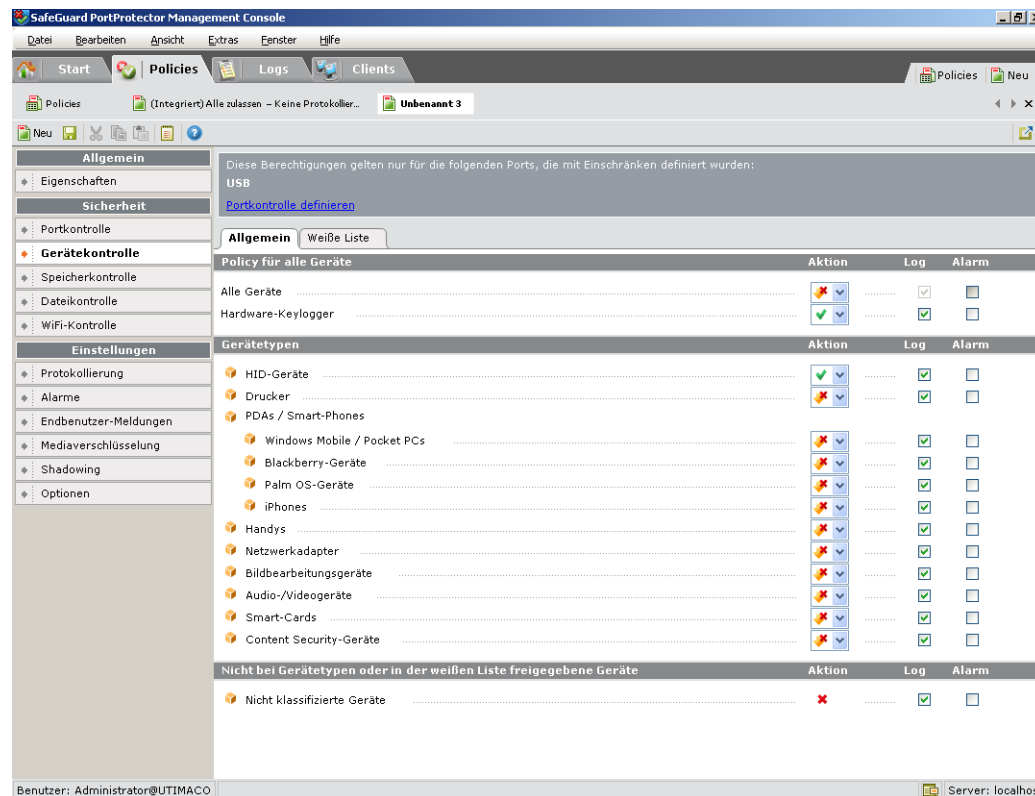 SafeGuard PortProtector Management Console
Datei Bearbeiten Ansicht Extras Fenster Hilfe
Start Policies Logs Clients Policies Neu
Policies (Integriert) Alle zulassen – Keine Protokollier... Unbenannt 3
Neu
Allgemein
Eigenschaften
Sicherheit
Portkontrolle
Gerätekontrolle
Speicherkontrolle
Dateikontrolle
WiFi-Kontrolle
Einstellungen
Protokollierung
Alarme
Endbenutzer-Meldungen
Mediaverschlüsselung
Shadowing
Optionen
Diese Berechtigungen gelten nur für die folgenden Ports, die mit Einschränken definiert wurden:
USB
Portkontrolle definieren
Allgemein Weiße Liste
Policy für alle Geräte Aktion Log Alarm
Alle Geräte
Hardware-Keylogger
Gerätetypen Aktion Log Alarm
HID-Geräte
Drucker
PDAs / Smart-Phones
Windows Mobile / Pocket PCs
Blackberry-Geräte
Palm OS-Geräte
iPhones
Handys
Netzwerkadapter
Bildbearbeitungsgeräte
Audio-/Videogeräte
Smart-Cards
Content Security-Geräte
Nicht bei Gerätetypen oder in der weißen Liste freigegebene Geräte Aktion Log Alarm
Nicht klassifizierte Geräte
Benutzer: Administrator@UTIMACO Server: localhos